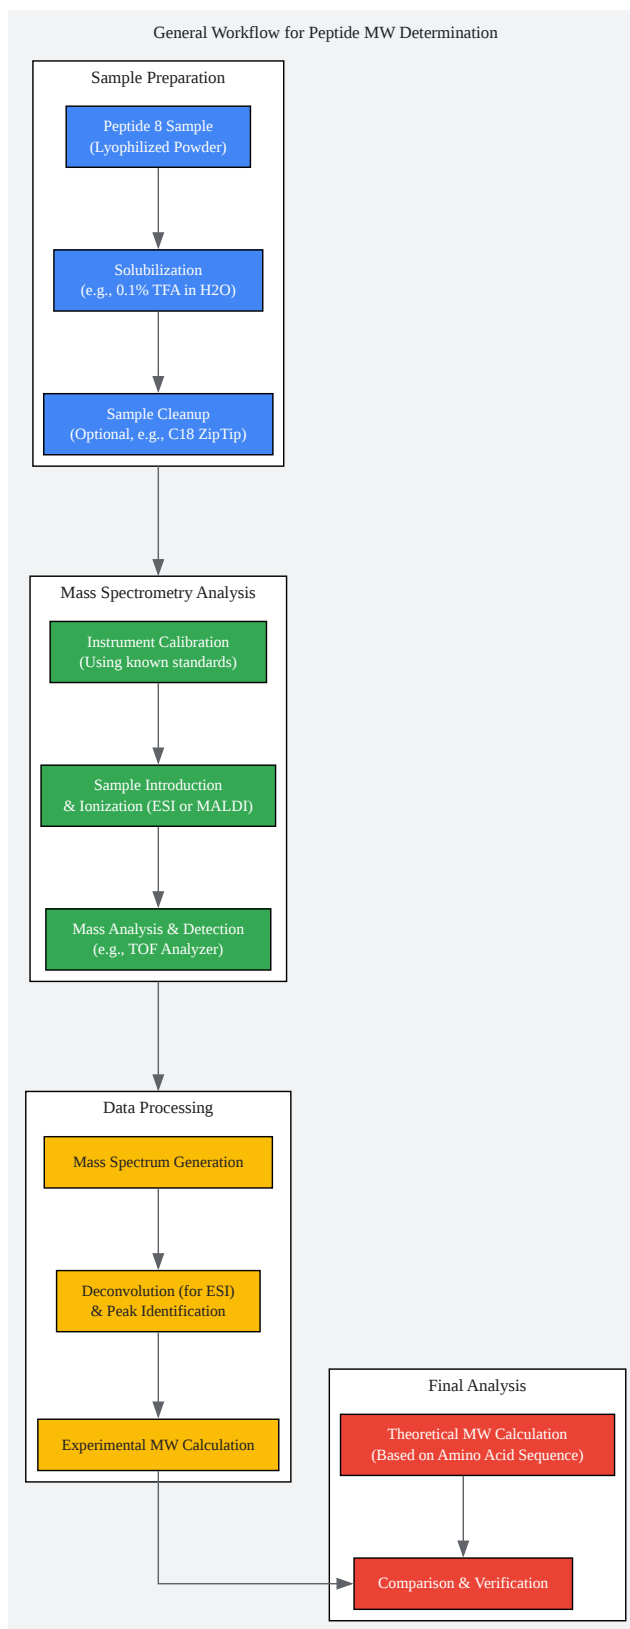 General Workflow for Peptide MW Determination
Sample Preparation
Peptide 8 Sample
(Lyophilized Powder)
Solubilization
(e.g., 0.1% TFA in H2O)
Sample Cleanup
(Optional, e.g., C18 ZipTip)
Mass Spectrometry Analysis
Instrument Calibration
(Using known standards)
Sample Introduction
& Ionization (ESI or MALDI)
Mass Analysis & Detection
(e.g., TOF Analyzer)
Data Processing
Mass Spectrum Generation
Deconvolution (for ESI)
& Peak Identification
Experimental MW Calculation
Final Analysis
Theoretical MW Calculation
(Based on Amino Acid Sequence)
Comparison & Verification